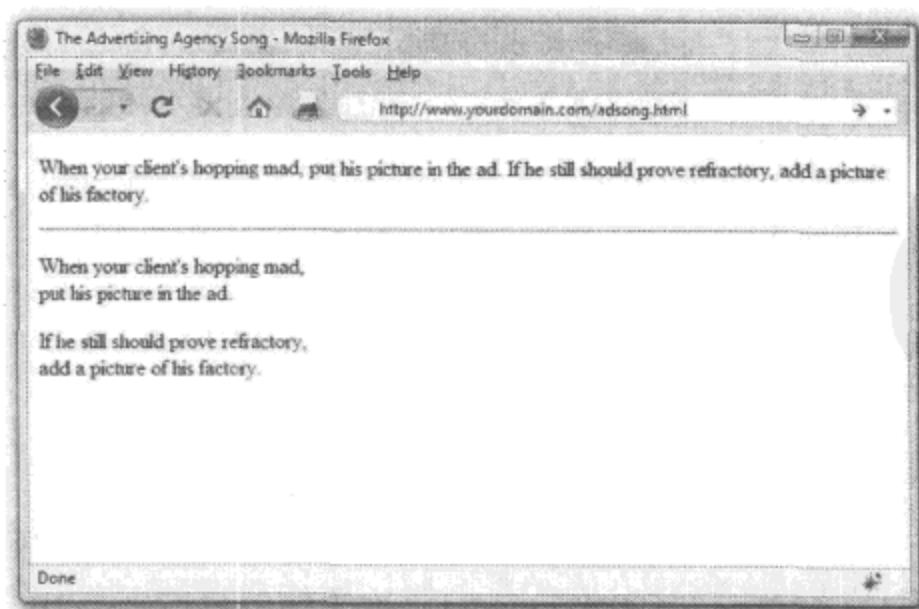 The Advertising Agency Song - Mozilla Firefox
File Edit View History Bookmarks Tools Help
http://www.yourdomain.com/adsong.html
When your client's hopping mad, put his picture in the ad. If he still should prove refractory, add a picture
of his factory.
When your client's hopping mad,
put his picture in the ad.
If he still should prove refractory,
add a picture of his factory.
Done